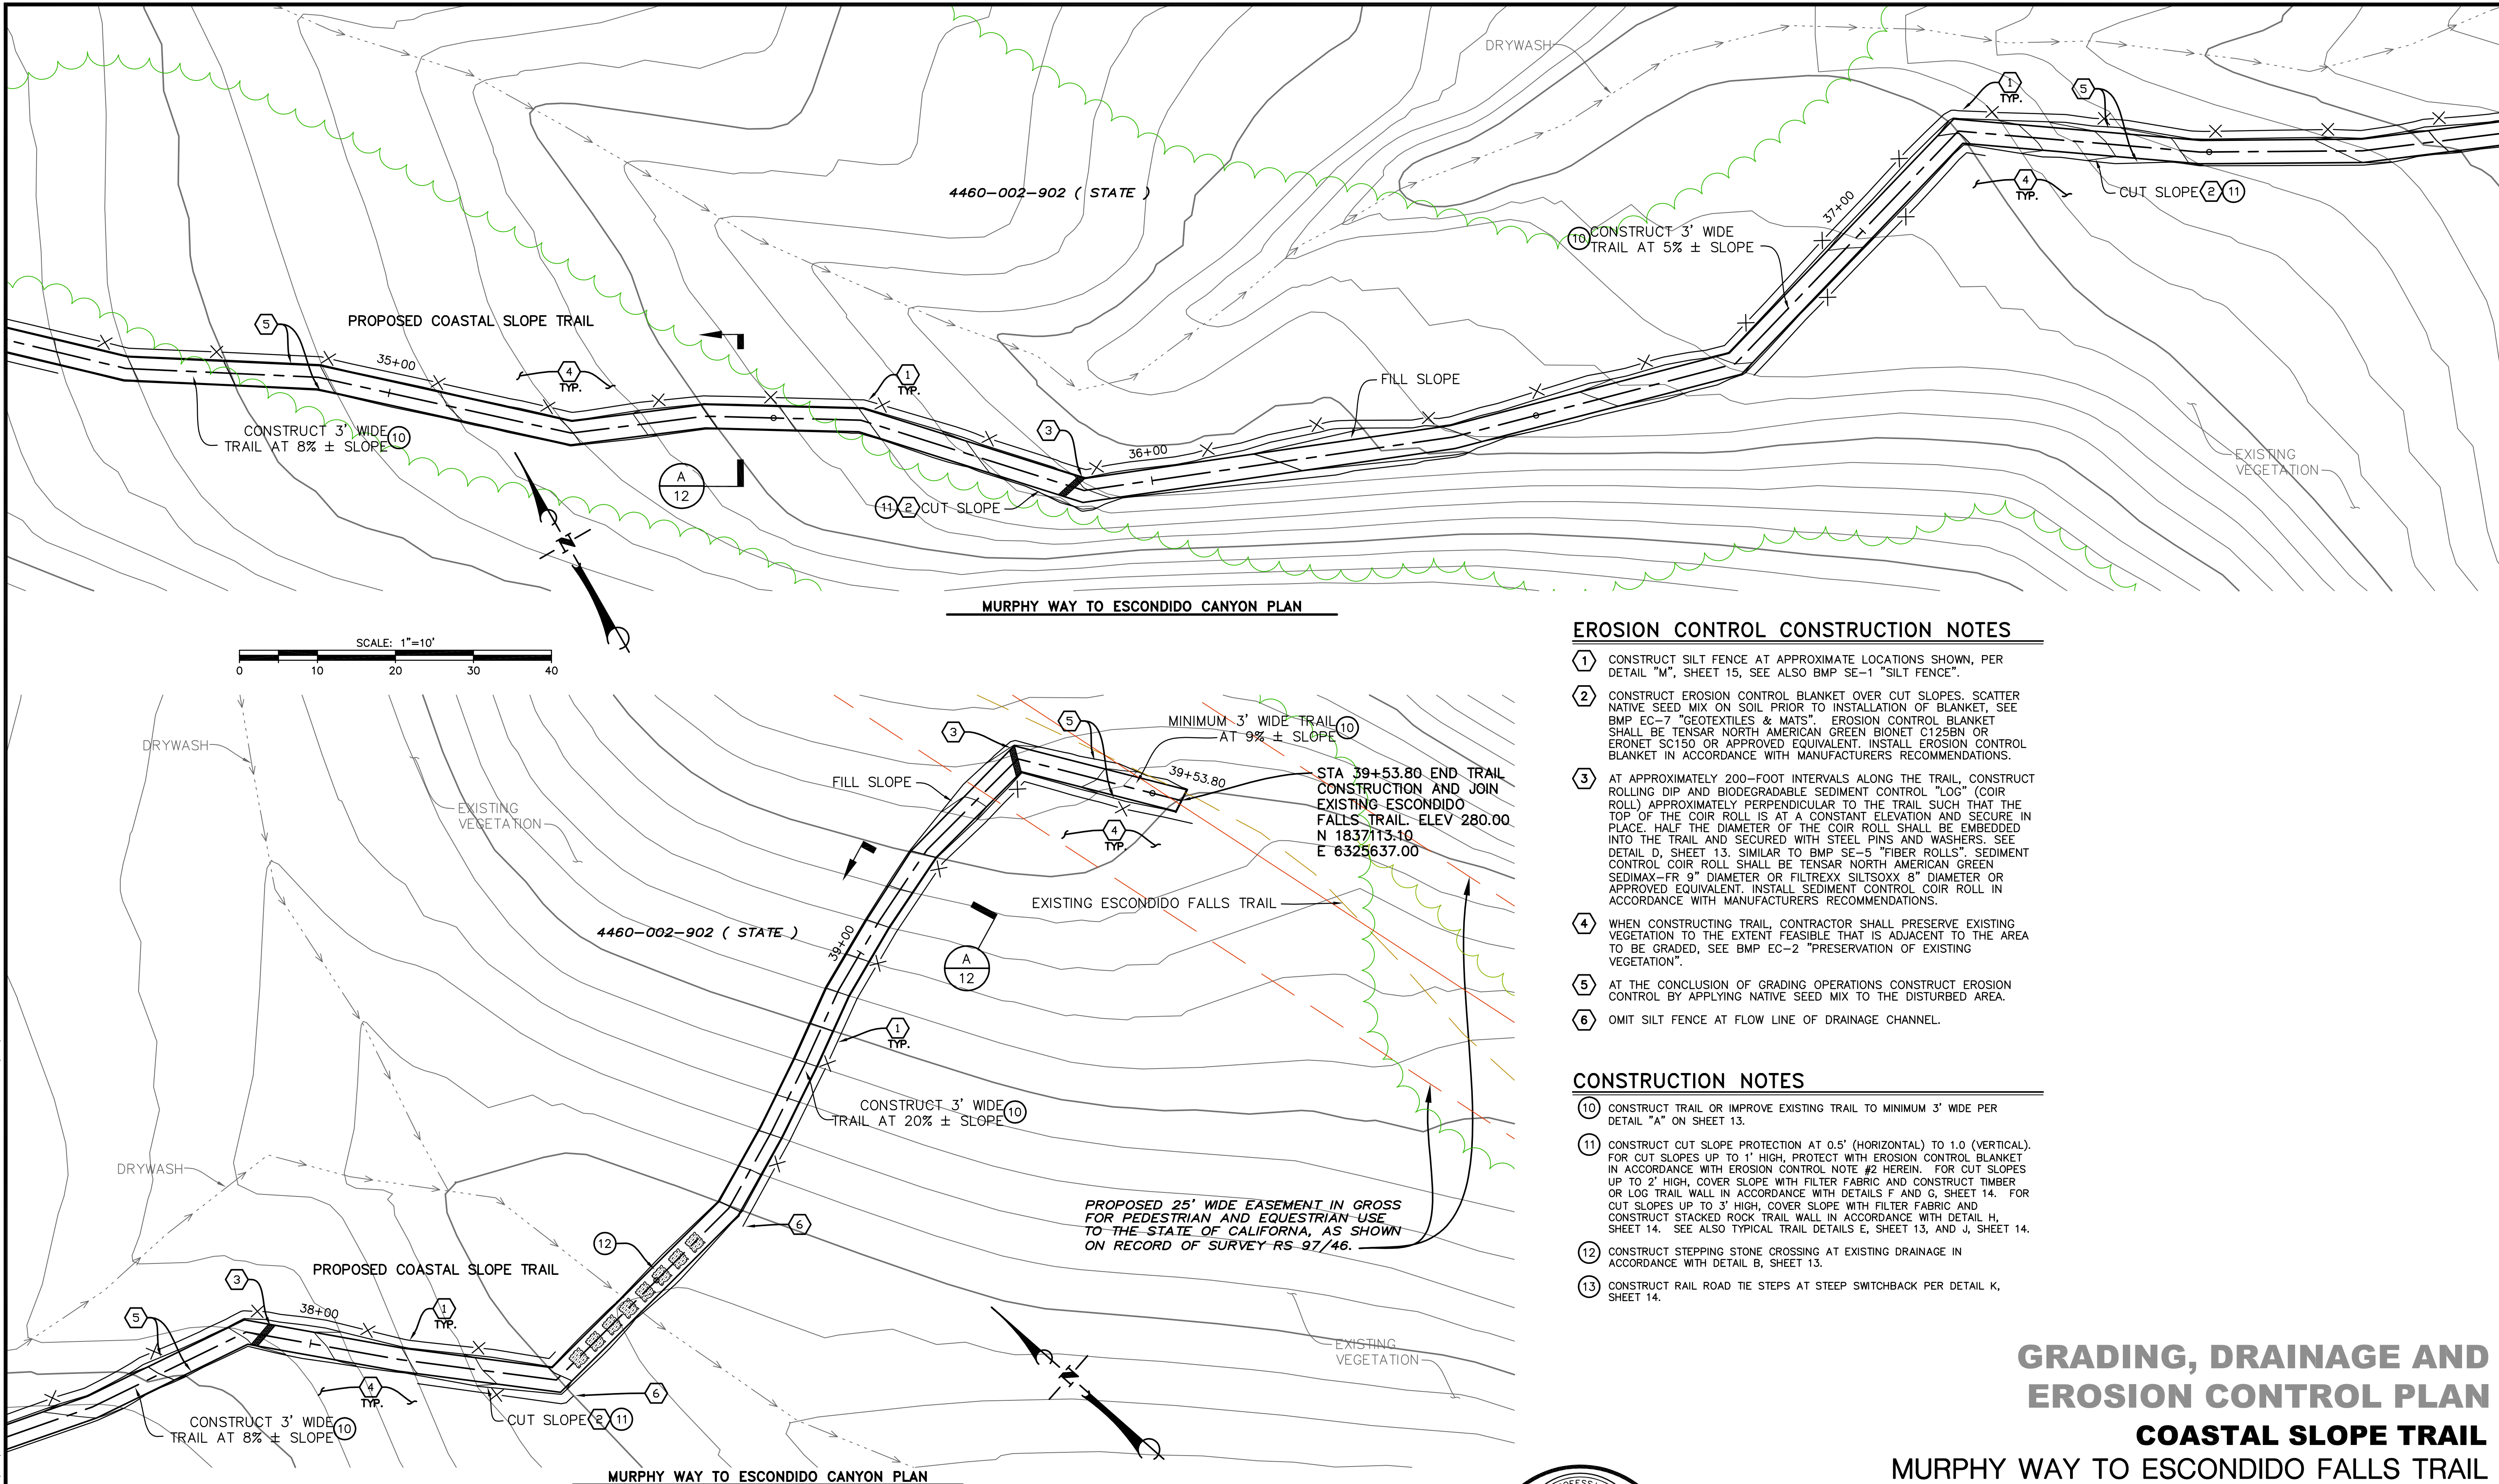 DRYWASH
1
TYP.
5
4460-002-902 ( STATE )
4
TYP.
CUT SLOPE 2 11
37+00
10 CONSTRUCT 3' WIDE
TRAIL AT 5% ± SLOPE
5
PROPOSED COASTAL SLOPE TRAIL
35+00
4
TYP.
1
TYP.
FILL SLOPE
CONSTRUCT 3' WIDE 10
TRAIL AT 8% ± SLOPE
3
36+00
EXISTING
VEGETATION
A
12
11 2 CUT SLOPE
N
MURPHY WAY TO ESCONDIDO CANYON PLAN
SCALE: 1"=10'
0 10 20 30 40
DRYWASH
EXISTING
VEGETATION
3
5
MINIMUM 3' WIDE TRAIL 10
AT 9% ± SLOPE
39+53.80
FILL SLOPE
STA 39+53.80 END TRAIL
CONSTRUCTION AND JOIN
EXISTING ESCONDIDO
FALLS TRAIL. ELEV 280.00
N 1837113.10
E 6325637.00
4
TYP.
EXISTING ESCONDIDO FALLS TRAIL
4460-002-902 ( STATE )
39+00
A
12
1
TYP.
CONSTRUCT 3' WIDE 10
TRAIL AT 20% ± SLOPE
DRYWASH
PROPOSED 25' WIDE EASEMENT IN GROSS
FOR PEDESTRIAN AND EQUESTRIAN USE
TO THE STATE OF CALIFORNA, AS SHOWN
ON RECORD OF SURVEY RS 97/46.
6
12
PROPOSED COASTAL SLOPE TRAIL
3
5
38+00
1
TYP.
4
TYP.
6
CUT SLOPE 2 11
CONSTRUCT 3' WIDE 10
TRAIL AT 8% ± SLOPE
EXISTING
VEGETATION
N
MURPHY WAY TO ESCONDIDO CANYON PLAN
EROSION CONTROL CONSTRUCTION NOTES
1 CONSTRUCT SILT FENCE AT APPROXIMATE LOCATIONS SHOWN, PER
DETAIL "M", SHEET 15, SEE ALSO BMP SE-1 "SILT FENCE".
2 CONSTRUCT EROSION CONTROL BLANKET OVER CUT SLOPES. SCATTER
NATIVE SEED MIX ON SOIL PRIOR TO INSTALLATION OF BLANKET, SEE
BMP EC-7 "GEOTEXTILES & MATS". EROSION CONTROL BLANKET
SHALL BE TENSAR NORTH AMERICAN GREEN BIONET C125BN OR
ERONET SC150 OR APPROVED EQUIVALENT. INSTALL EROSION CONTROL
BLANKET IN ACCORDANCE WITH MANUFACTURERS RECOMMENDATIONS.
3 AT APPROXIMATELY 200-FOOT INTERVALS ALONG THE TRAIL, CONSTRUCT
ROLLING DIP AND BIODEGRADABLE SEDIMENT CONTROL "LOG" (COIR
ROLL) APPROXIMATELY PERPENDICULAR TO THE TRAIL SUCH THAT THE
TOP OF THE COIR ROLL IS AT A CONSTANT ELEVATION AND SECURE IN
PLACE. HALF THE DIAMETER OF THE COIR ROLL SHALL BE EMBEDDED
INTO THE TRAIL AND SECURED WITH STEEL PINS AND WASHERS. SEE
DETAIL D, SHEET 13. SIMILAR TO BMP SE-5 "FIBER ROLLS". SEDIMENT
CONTROL COIR ROLL SHALL BE TENSAR NORTH AMERICAN GREEN
SEDIMAX-FR 9" DIAMETER OR FILTREXX SILTSOXX 8" DIAMETER OR
APPROVED EQUIVALENT. INSTALL SEDIMENT CONTROL COIR ROLL IN
ACCORDANCE WITH MANUFACTURERS RECOMMENDATIONS.
4 WHEN CONSTRUCTING TRAIL, CONTRACTOR SHALL PRESERVE EXISTING
VEGETATION TO THE EXTENT FEASIBLE THAT IS ADJACENT TO THE AREA
TO BE GRADED, SEE BMP EC-2 "PRESERVATION OF EXISTING
VEGETATION".
5 AT THE CONCLUSION OF GRADING OPERATIONS CONSTRUCT EROSION
CONTROL BY APPLYING NATIVE SEED MIX TO THE DISTURBED AREA.
6 OMIT SILT FENCE AT FLOW LINE OF DRAINAGE CHANNEL.
CONSTRUCTION NOTES
10 CONSTRUCT TRAIL OR IMPROVE EXISTING TRAIL TO MINIMUM 3' WIDE PER
DETAIL "A" ON SHEET 13.
11 CONSTRUCT CUT SLOPE PROTECTION AT 0.5' (HORIZONTAL) TO 1.0 (VERTICAL).
FOR CUT SLOPES UP TO 1' HIGH, PROTECT WITH EROSION CONTROL BLANKET
IN ACCORDANCE WITH EROSION CONTROL NOTE #2 HEREIN. FOR CUT SLOPES
UP TO 2' HIGH, COVER SLOPE WITH FILTER FABRIC AND CONSTRUCT TIMBER
OR LOG TRAIL WALL IN ACCORDANCE WITH DETAILS F AND G, SHEET 14. FOR
CUT SLOPES UP TO 3' HIGH, COVER SLOPE WITH FILTER FABRIC AND
CONSTRUCT STACKED ROCK TRAIL WALL IN ACCORDANCE WITH DETAIL H,
SHEET 14. SEE ALSO TYPICAL TRAIL DETAILS E, SHEET 13, AND J, SHEET 14.
12 CONSTRUCT STEPPING STONE CROSSING AT EXISTING DRAINAGE IN
ACCORDANCE WITH DETAIL B, SHEET 13.
13 CONSTRUCT RAIL ROAD TIE STEPS AT STEEP SWITCHBACK PER DETAIL K,
SHEET 14.
GRADING, DRAINAGE AND
EROSION CONTROL PLAN
COASTAL SLOPE TRAIL
MURPHY WAY TO ESCONDIDO FALLS TRAIL